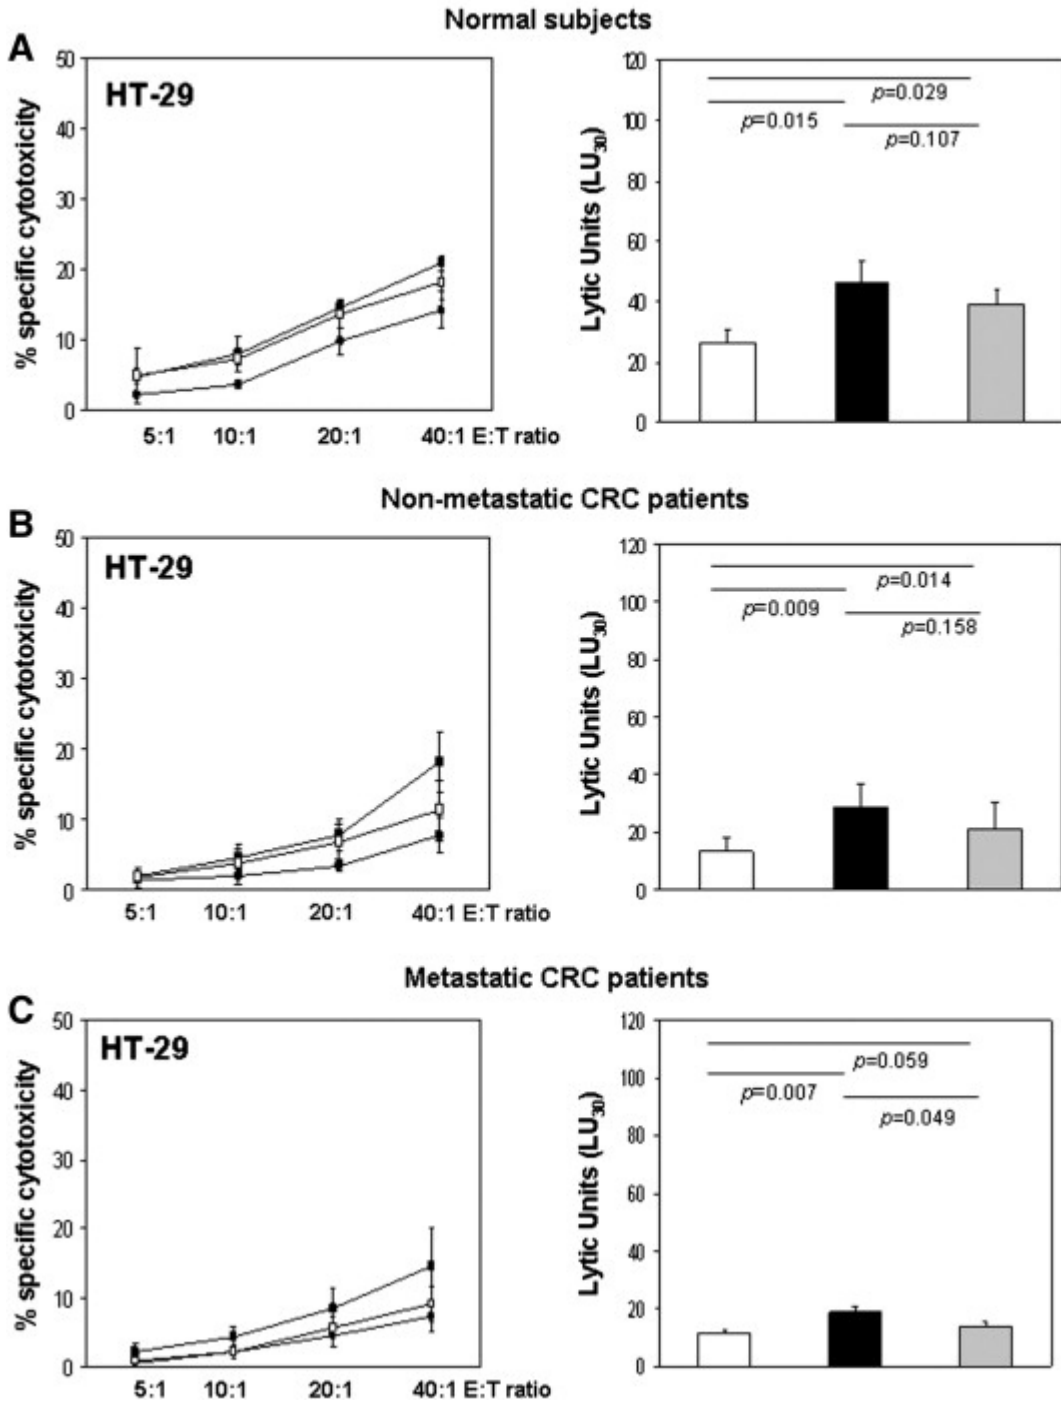 Normal subjects
A
HT-29
% specific cytotoxicity
50
40
30
20
10
0
5:1 10:1 20:1 40:1 E:T ratio
Lytic Units (LU30)
120
100
80
60
40
20
0
p=0.029
p=0.015
p=0.107
Non-metastatic CRC patients
B
HT-29
% specific cytotoxicity
50
40
30
20
10
0
5:1 10:1 20:1 40:1 E:T ratio
Lytic Units (LU30)
120
100
80
60
40
20
0
p=0.014
p=0.009
p=0.158
Metastatic CRC patients
C
HT-29
% specific cytotoxicity
50
40
30
20
10
0
5:1 10:1 20:1 40:1 E:T ratio
Lytic Units (LU30)
120
100
80
60
40
20
0
p=0.059
p=0.007
p=0.049